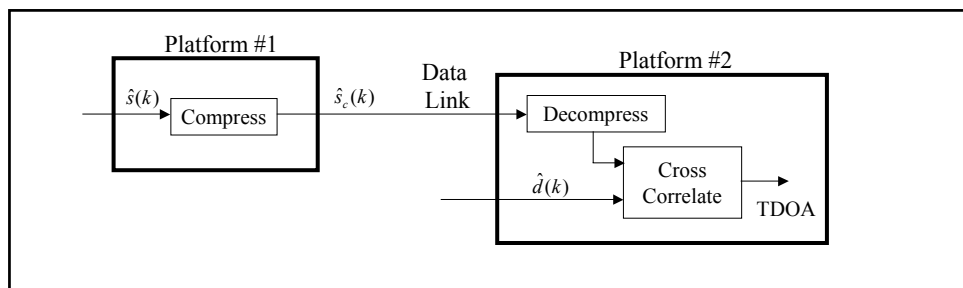 Platform #1
Platform #2
Data
Link
ŝ(k)
Compress
ŝ_c(k)
Decompress
Cross
Correlate
d̂(k)
TDOA